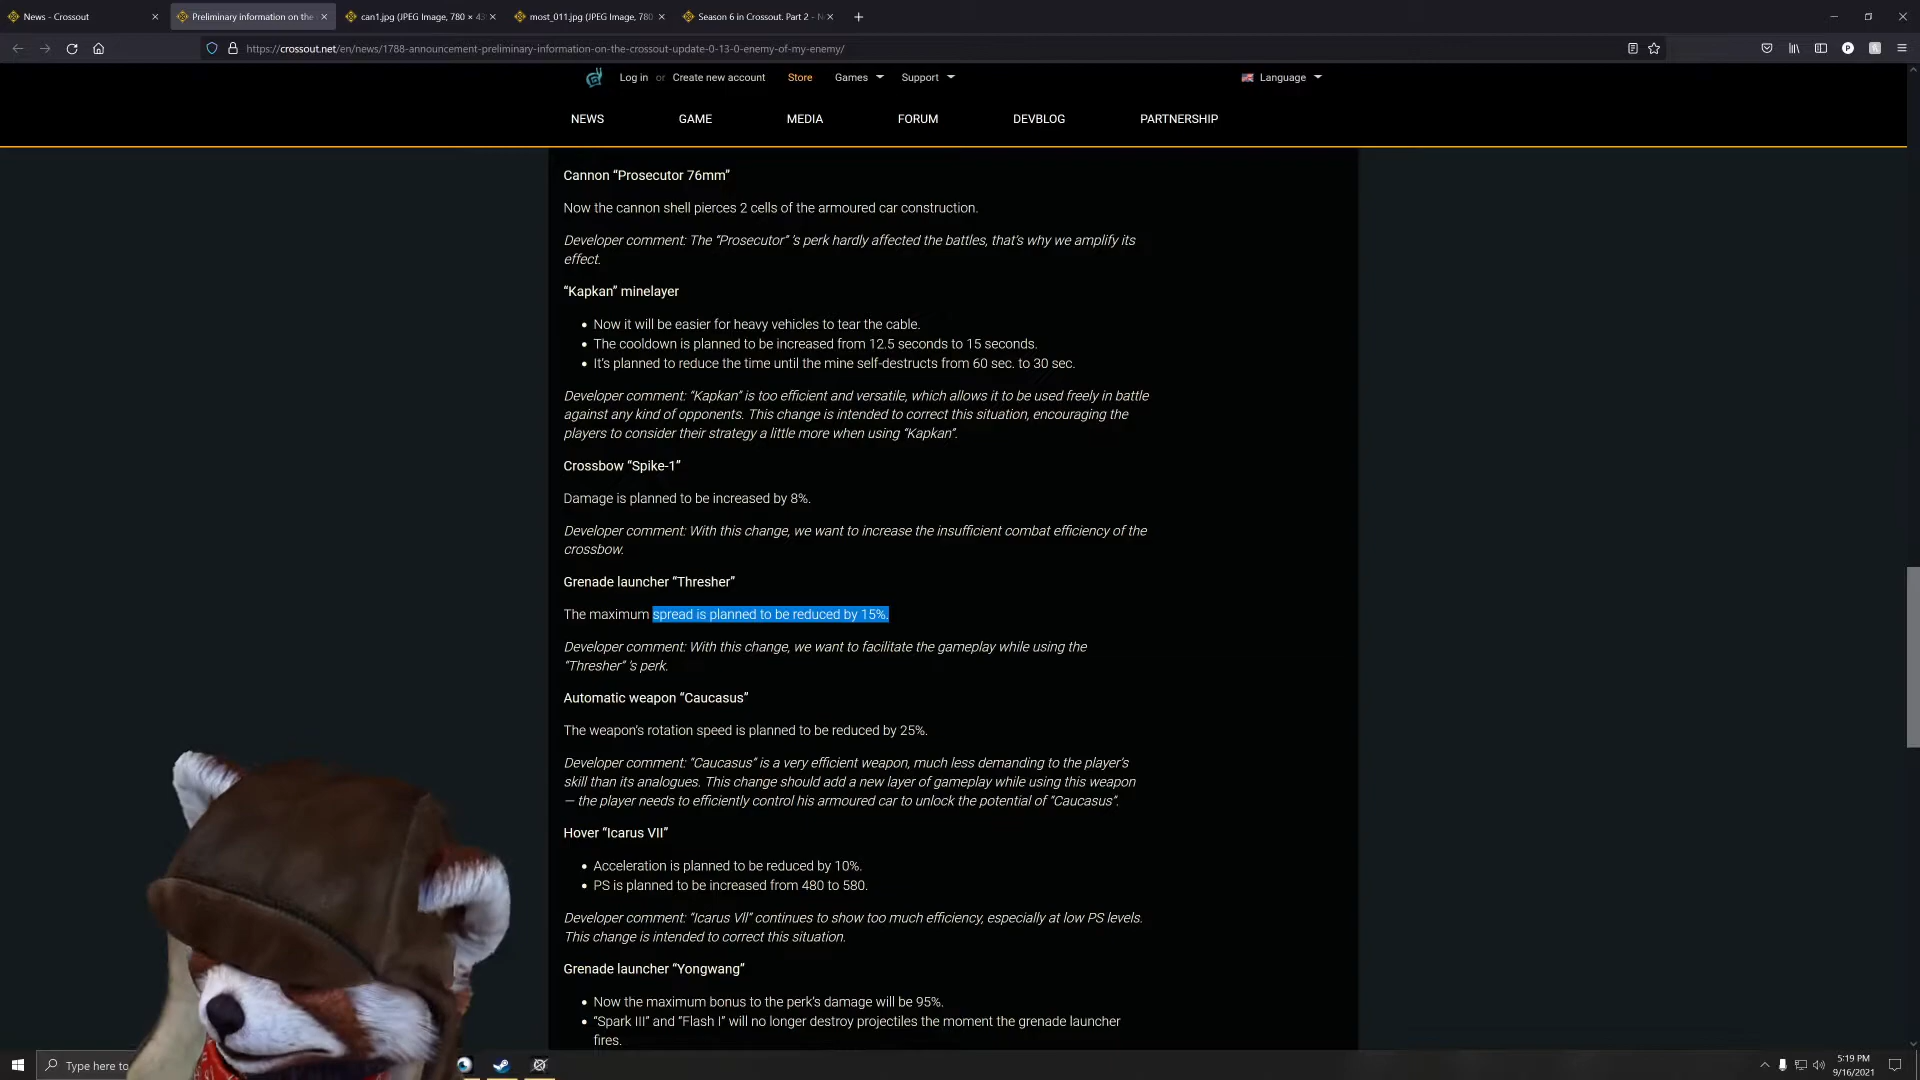 News - Crossout
Preliminary information on the
can1.jpg (JPEG Image, 780 × 43
most_011.jpg (JPEG Image, 780
Season 6 in Crossout. Part 2 - N
https://crossout.net/en/news/1788-announcement-preliminary-information-on-the-crossout-update-0-13-0-enemy-of-my-enemy/
Log in or Create new account Store Games Support Language
NEWS GAME MEDIA FORUM DEVBLOG PARTNERSHIP
Cannon “Prosecutor 76mm”
Now the cannon shell pierces 2 cells of the armoured car construction.
Developer comment: The “Prosecutor” ’s perk hardly affected the battles, that’s why we amplify its
effect.
“Kapkan” minelayer
• Now it will be easier for heavy vehicles to tear the cable.
• The cooldown is planned to be increased from 12.5 seconds to 15 seconds.
• It’s planned to reduce the time until the mine self-destructs from 60 sec. to 30 sec.
Developer comment: “Kapkan” is too efficient and versatile, which allows it to be used freely in battle
against any kind of opponents. This change is intended to correct this situation, encouraging the
players to consider their strategy a little more when using “Kapkan”.
Crossbow “Spike-1”
Damage is planned to be increased by 8%.
Developer comment: With this change, we want to increase the insufficient combat efficiency of the
crossbow.
Grenade launcher “Thresher”
The maximum spread is planned to be reduced by 15%.
Developer comment: With this change, we want to facilitate the gameplay while using the
“Thresher” ’s perk.
Automatic weapon “Caucasus”
The weapon’s rotation speed is planned to be reduced by 25%.
Developer comment: “Caucasus” is a very efficient weapon, much less demanding to the player’s
skill than its analogues. This change should add a new layer of gameplay while using this weapon
— the player needs to efficiently control his armoured car to unlock the potential of “Caucasus”.
Hover “Icarus VII”
• Acceleration is planned to be reduced by 10%.
• PS is planned to be increased from 480 to 580.
Developer comment: “Icarus Vll” continues to show too much efficiency, especially at low PS levels.
This change is intended to correct this situation.
Grenade launcher “Yongwang”
• Now the maximum bonus to the perk’s damage will be 95%.
• “Spark III” and “Flash I” will no longer destroy projectiles the moment the grenade launcher
fires.
Type here to
5:19 PM
9/16/2021